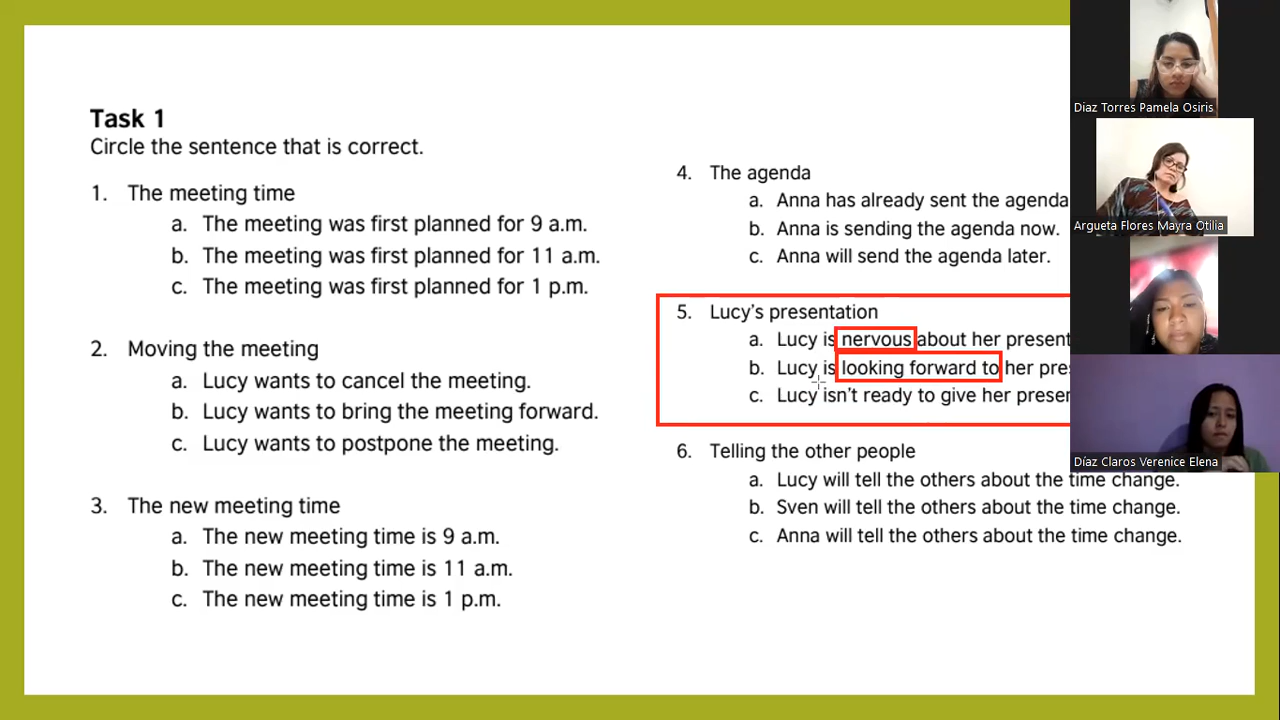 Task 1
Circle the sentence that is correct.
1. The meeting time
a. The meeting was first planned for 9 a.m.
b. The meeting was first planned for 11 a.m.
c. The meeting was first planned for 1 p.m.
2. Moving the meeting
a. Lucy wants to cancel the meeting.
b. Lucy wants to bring the meeting forward.
c. Lucy wants to postpone the meeting.
3. The new meeting time
a. The new meeting time is 9 a.m.
b. The new meeting time is 11 a.m.
c. The new meeting time is 1 p.m.
4. The agenda
a. Anna has already sent the agenda
b. Anna is sending the agenda now.
c. Anna will send the agenda later.
5. Lucy's presentation
a. Lucy is nervous about her
b. Lucy is looking forward to her
c. Lucy isn't ready to give her
6. Telling the other people
a. Lucy will tell the others about the time change.
b. Sven will tell the others about the time change.
c. Anna will tell the others about the time change.
Diaz Torres Pamela Osiris
Argueta Flores Mayra Otilia
Díaz Claros Verenice Elena